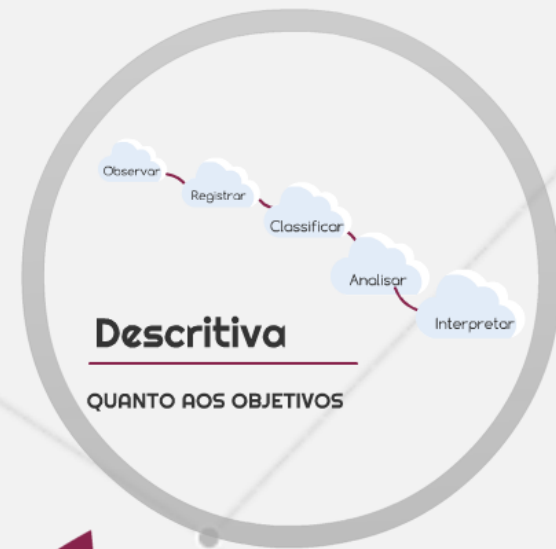 Observar
Registrar
Classificar
Analisar
Interpretar
Descritiva
QUANTO AOS OBJETIVOS